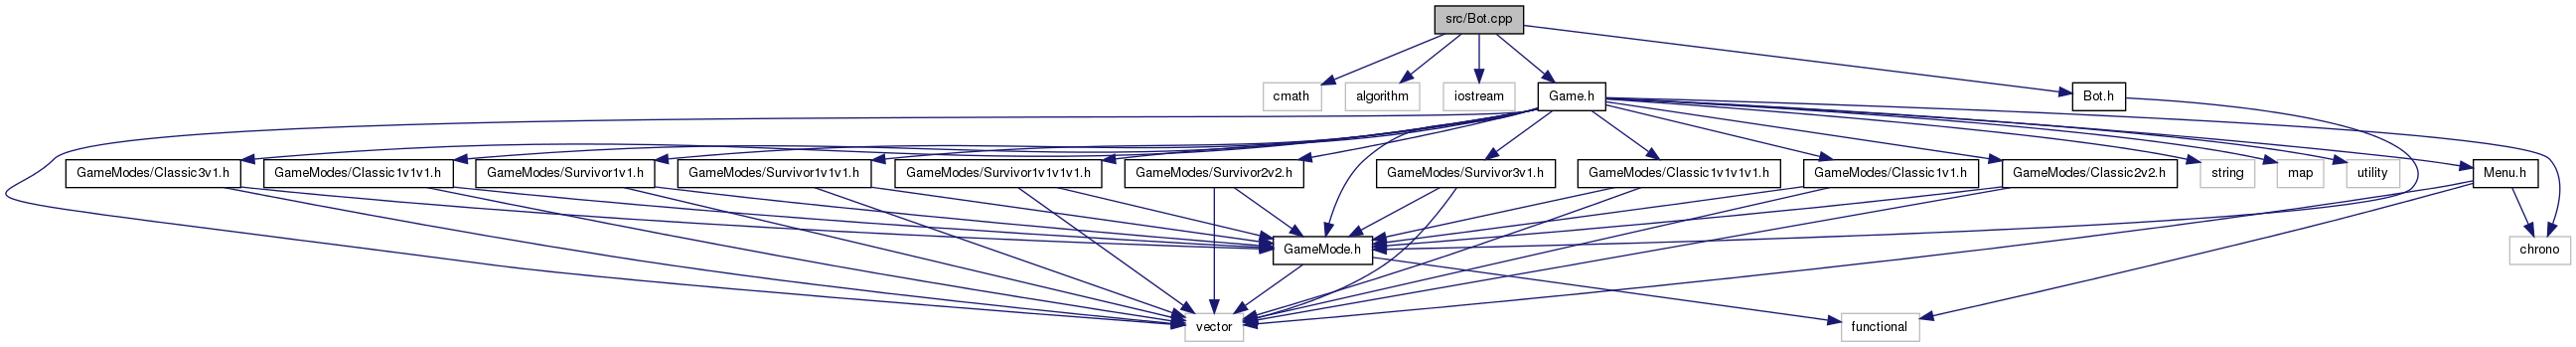 src/Bot.cpp
cmath
algorithm
iostream
Game.h
Bot.h
GameModes/Classic3v1.h
GameModes/Classic1v1v1.h
GameModes/Survivor1v1.h
GameModes/Survivor1v1v1.h
GameModes/Survivor1v1v1v1.h
GameModes/Survivor2v2.h
GameModes/Survivor3v1.h
GameModes/Classic1v1v1v1.h
GameModes/Classic1v1.h
GameModes/Classic2v2.h
string
map
utility
Menu.h
GameMode.h
chrono
vector
functional